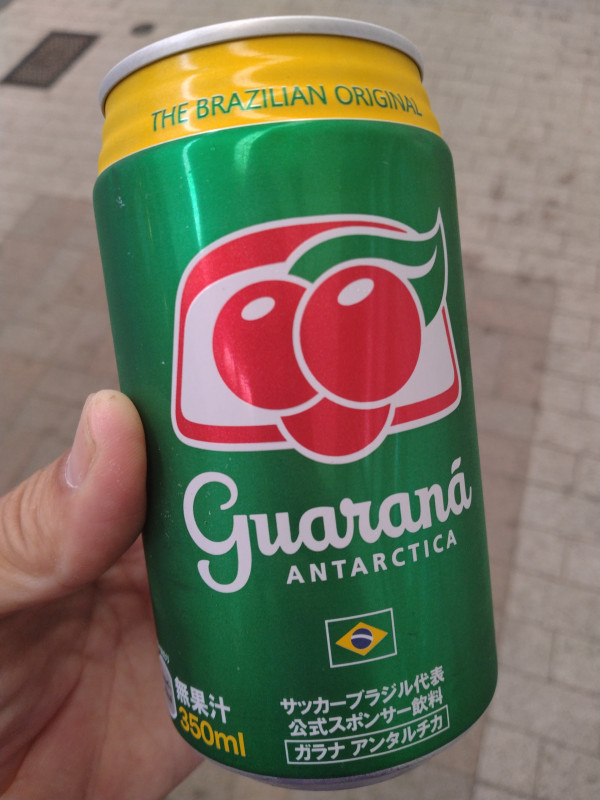 THE BRAZILIAN ORIGINAL
Guaraná
ANTARCTICA
無果汁
350ml
サッカーブラジル代表
公式スポンサー飲料
ガラナ アンタルチカ